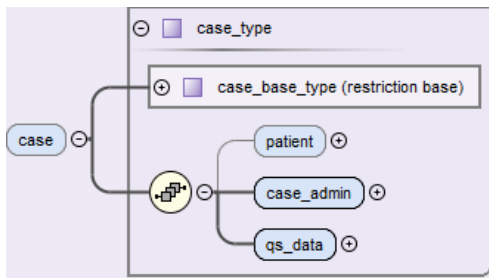 case_type
case_base_type (restriction base)
case
patient
case_admin
qs_data